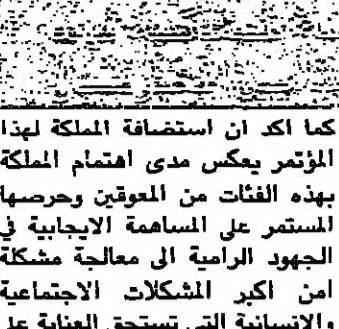 كما اكد ان استضافة المملكة لهذا
المؤتمر يعكس مدى اهتمام المملكة
بهذه الفئات من المعوقين وحرصها
المستمر على المساهمة الايجابية في
الجهود الرامية الى معالجة مشكلة
امن اكبر المشكلات الاجتماعية
والانسانية التي تستحق العناية على